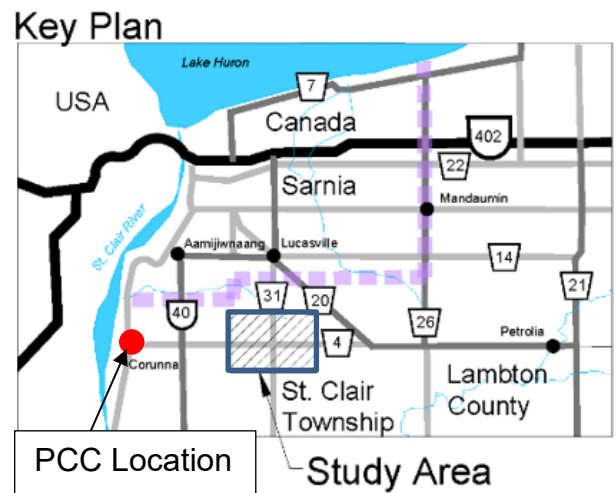 Key Plan
Lake Huron
USA
7
Canada
402
22
St. Clair River
Sarnia
Mandaumin
Aamijiwnaang
Lucasville
14
31
20
21
40
26
4
Petrolia
Corunna
St. Clair
Township
Lambton
County
PCC Location
Study Area